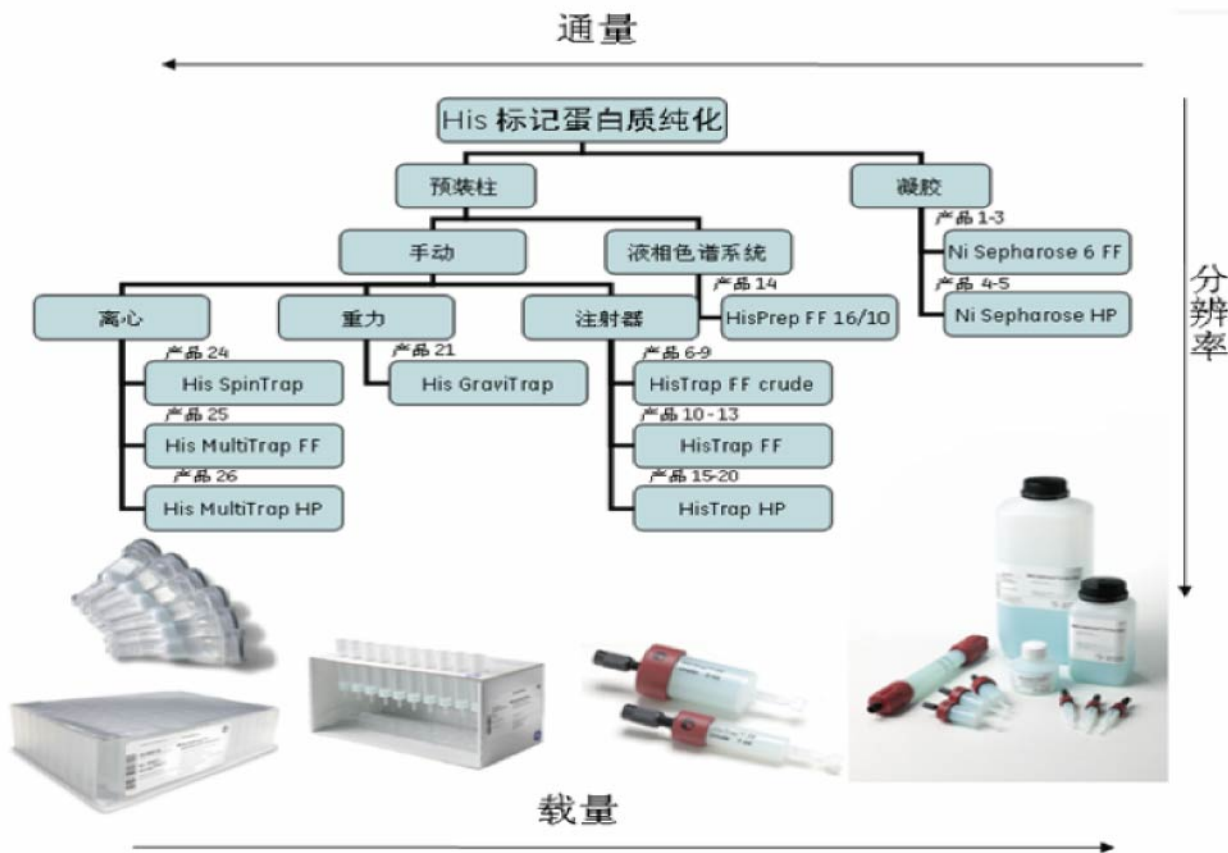 通量
His 标记蛋白质纯化
预装柱
凝胶
产品 1-3
手动
液相色谱系统
Ni Sepharose 6 FF
产品 14
产品 4-5
离心
重力
注射器
HisPrep FF 16/10
Ni Sepharose HP
分辨率
产品 24
产品 21
产品 6-9
His SpinTrap
His GraviTrap
HisTrap FF crude
产品 25
产品 10 - 13
His MultiTrap FF
HisTrap FF
产品 26
产品 15-20
His MultiTrap HP
HisTrap HP
载量